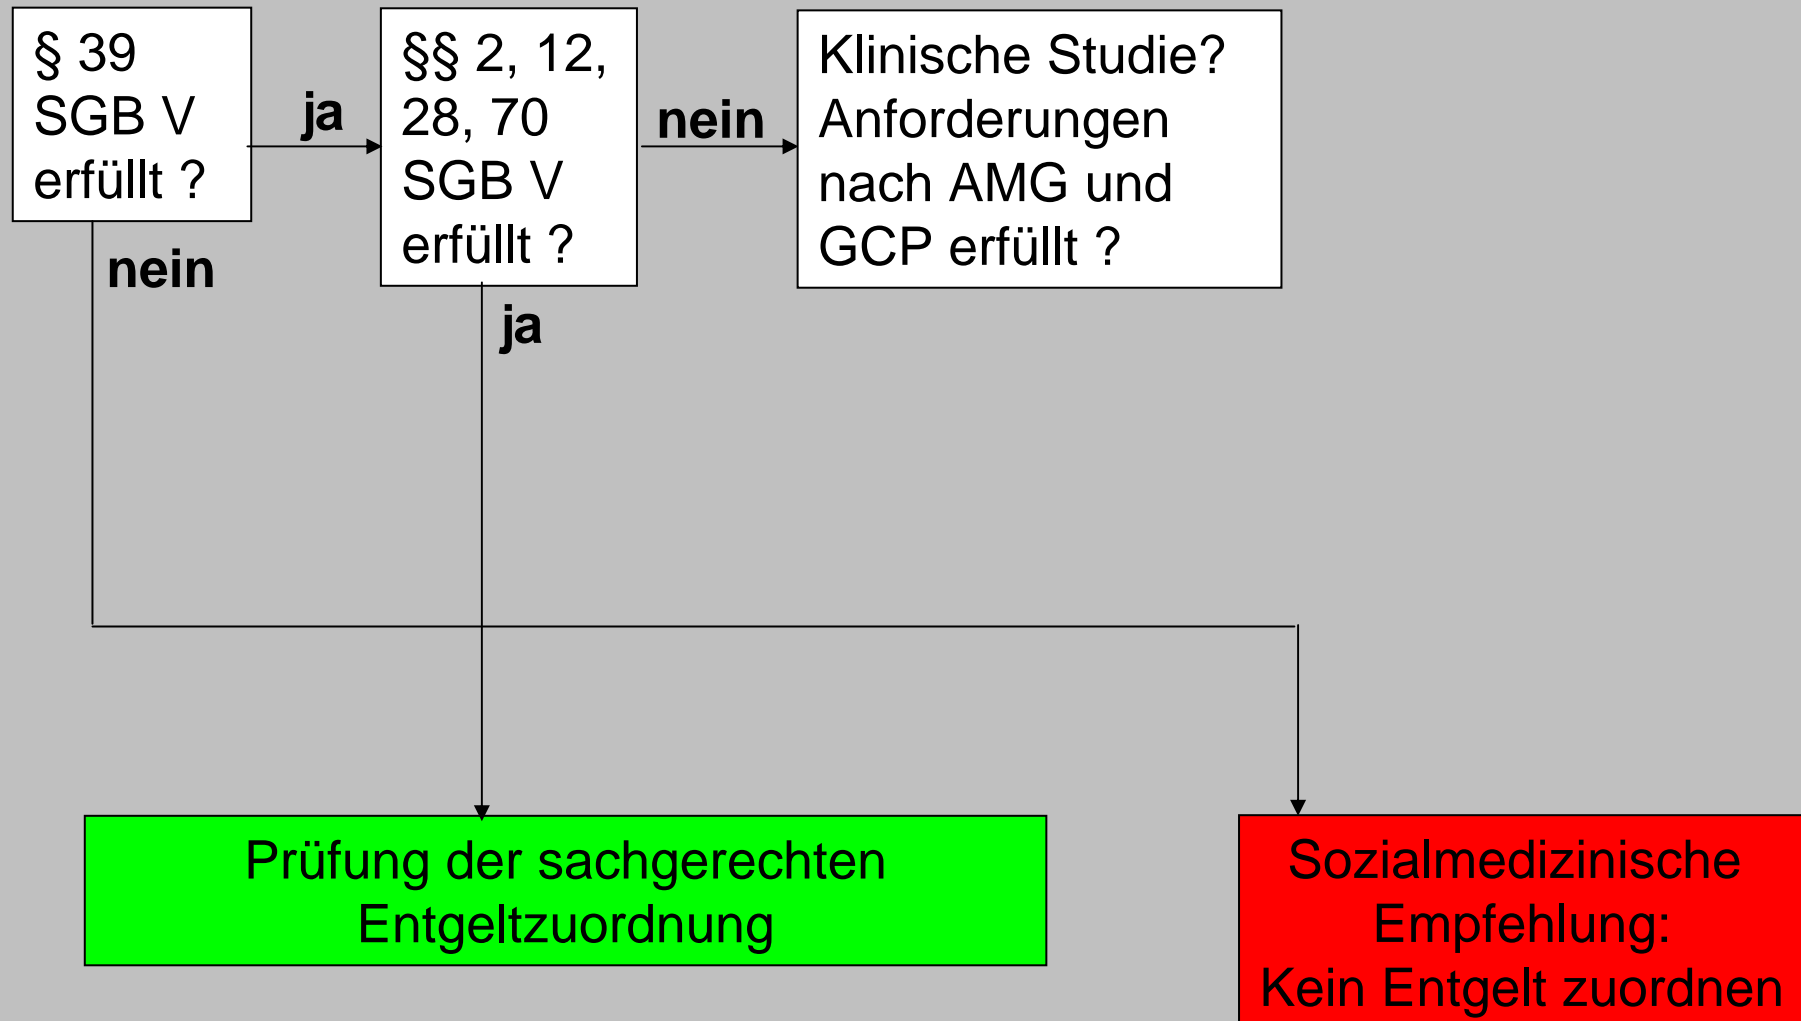 § 39
SGB V
erfüllt ?
ja
§§ 2, 12,
28, 70
SGB V
erfüllt ?
nein
Klinische Studie?
Anforderungen
nach AMG und
GCP erfüllt ?
nein
ja
Prüfung der sachgerechten
Entgeltzuordnung
Sozialmedizinische
Empfehlung:
Kein Entgelt zuordnen